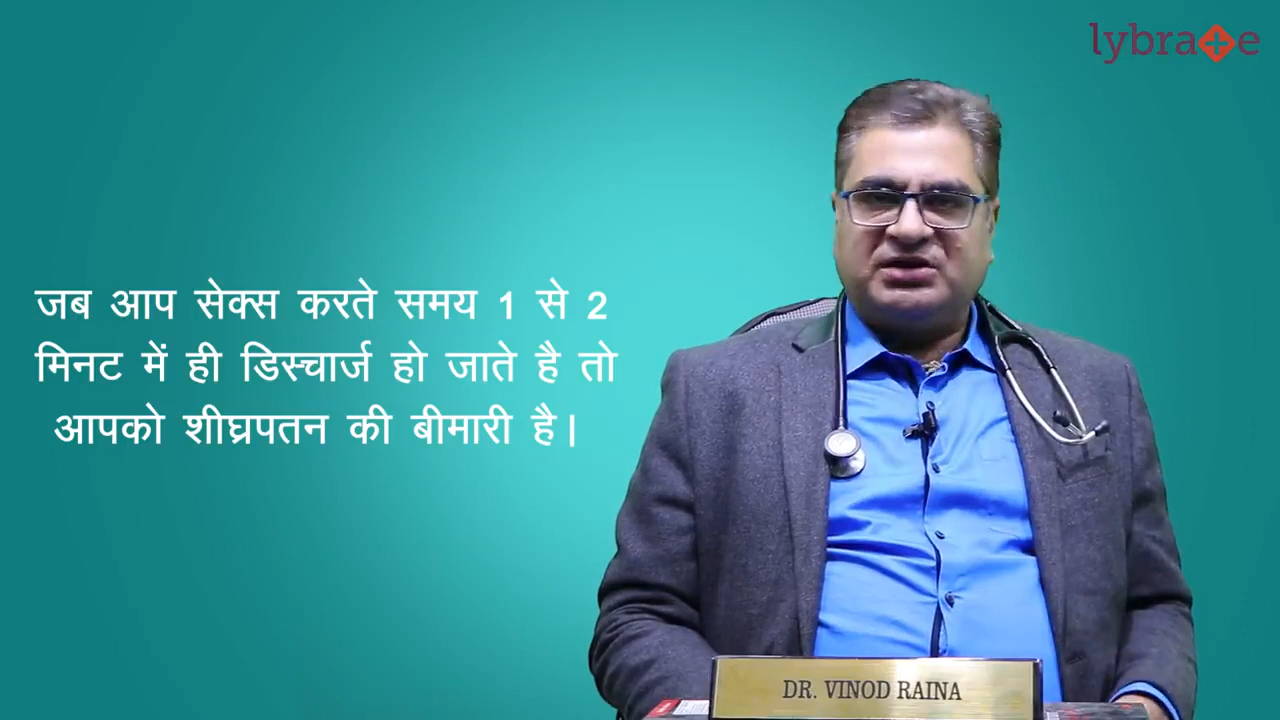 lybrate
जब आप सेक्स करते समय 1 से 2
मिनट में ही डिस्चार्ज हो जाते है तो
आपको शीघ्रपतन की बीमारी है।
DR. VINOD RAINA